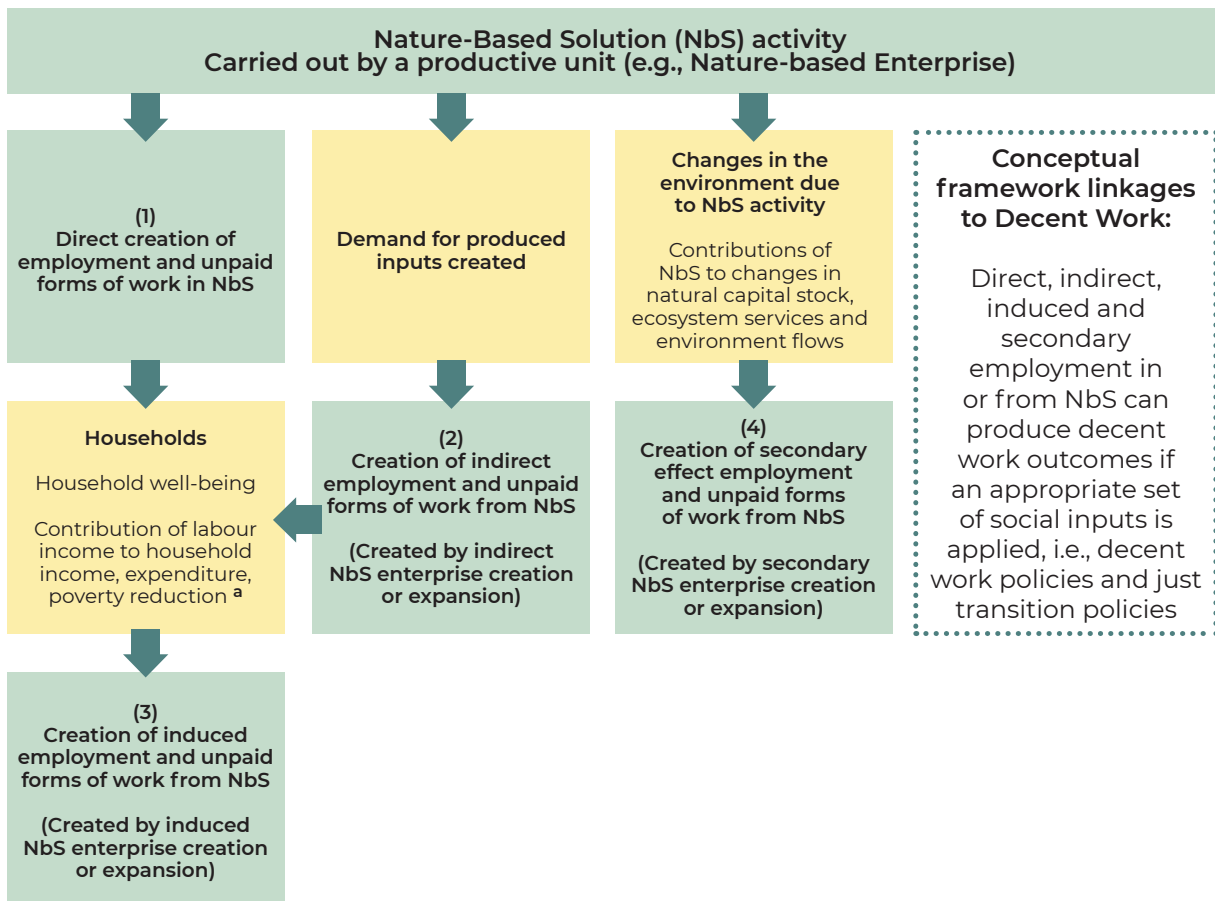 Nature-Based Solution (NbS) activity
Carried out by a productive unit (e.g., Nature-based Enterprise)
(1)
Direct creation of
employment and unpaid
forms of work in NbS
Demand for produced
inputs created
Changes in the
environment due
to NbS activity
Contributions of
NbS to changes in
natural capital stock,
ecosystem services and
environment flows
Conceptual
framework linkages
to Decent Work:
Direct, indirect,
induced and
secondary
employment in
or from NbS can
produce decent
work outcomes if
an appropriate set
of social inputs is
applied, i.e., decent
work policies and just
transition policies
Households
Household well-being
Contribution of labour
income to household
income, expenditure,
poverty reduction a
(2)
Creation of indirect
employment and unpaid
forms of work from NbS
(Created by indirect
NbS enterprise creation
or expansion)
(4)
Creation of secondary
effect employment
and unpaid forms
of work from NbS
(Created by secondary
NbS enterprise creation
or expansion)
(3)
Creation of induced
employment and unpaid
forms of work from NbS
(Created by induced
NbS enterprise creation
or expansion)